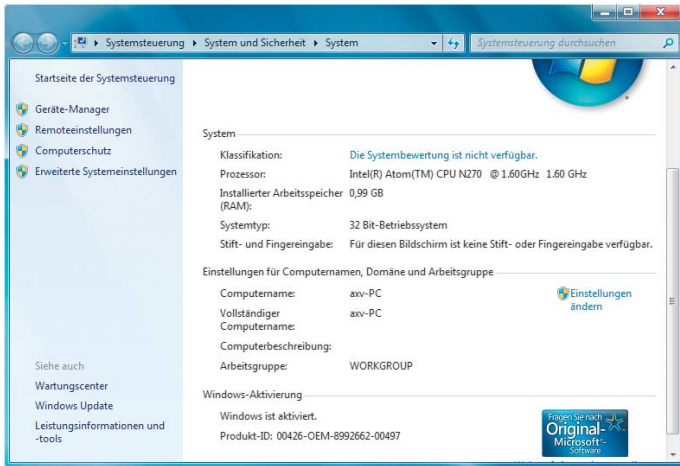 Systemsteuerung ▸ System und Sicherheit ▸ System
Systemsteuerung durchsuchen
Startseite der Systemsteuerung
Geräte-Manager
Remoteeinstellungen
Computerschutz
Erweiterte Systemeinstellungen
Siehe auch
Wartungscenter
Windows Update
Leistungsinformationen und
-tools
System
Klassifikation: Die Systembewertung ist nicht verfügbar.
Prozessor: Intel(R) Atom(TM) CPU N270 @ 1.60GHz 1.60 GHz
Installierter Arbeitsspeicher 0,99 GB
(RAM):
Systemtyp: 32 Bit-Betriebssystem
Stift- und Fingereingabe: Für diesen Bildschirm ist keine Stift- oder Fingereingabe verfügbar.
Einstellungen für Computernamen, Domäne und Arbeitsgruppe
Computername: axv-PC
Einstellungen
ändern
Vollständiger axv-PC
Computername:
Computerbeschreibung:
Arbeitsgruppe: WORKGROUP
Windows-Aktivierung
Windows ist aktiviert.
Produkt-ID: 00426-OEM-8992662-00497
Fragen Sie nach
Original-
Microsoft®-
Software